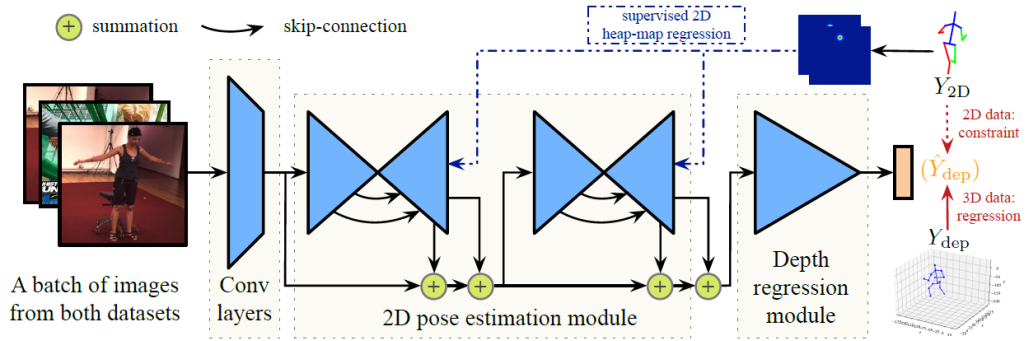 summation
skip-connection
supervised 2D
heap-map regression
Y2D
2D data:
constraint
(Ŷdep)
3D data:
regression
Ydep
A batch of images
from both datasets
Conv
layers
2D pose estimation module
Depth
regression
module